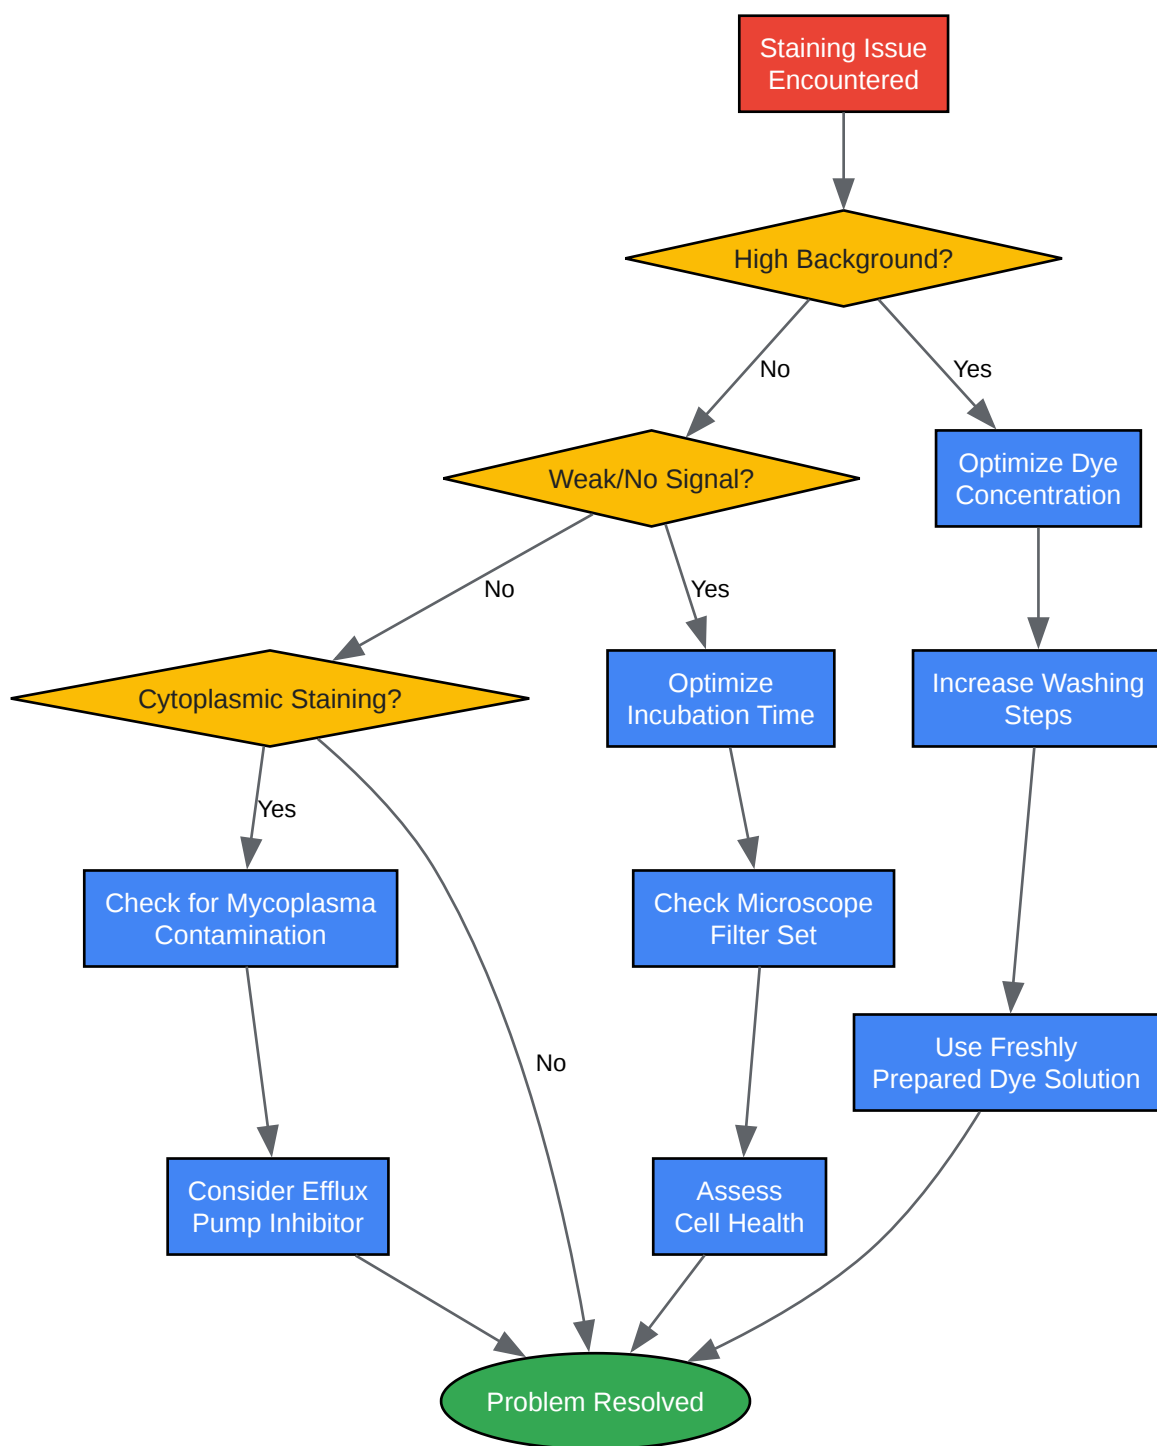 Staining Issue
Encountered
High Background?
No
Yes
Weak/No Signal?
Optimize Dye
Concentration
No
Yes
Cytoplasmic Staining?
Optimize
Incubation Time
Increase Washing
Steps
Yes
Check for Mycoplasma
Contamination
Check Microscope
Filter Set
No
Use Freshly
Prepared Dye Solution
Consider Efflux
Pump Inhibitor
Assess
Cell Health
Problem Resolved